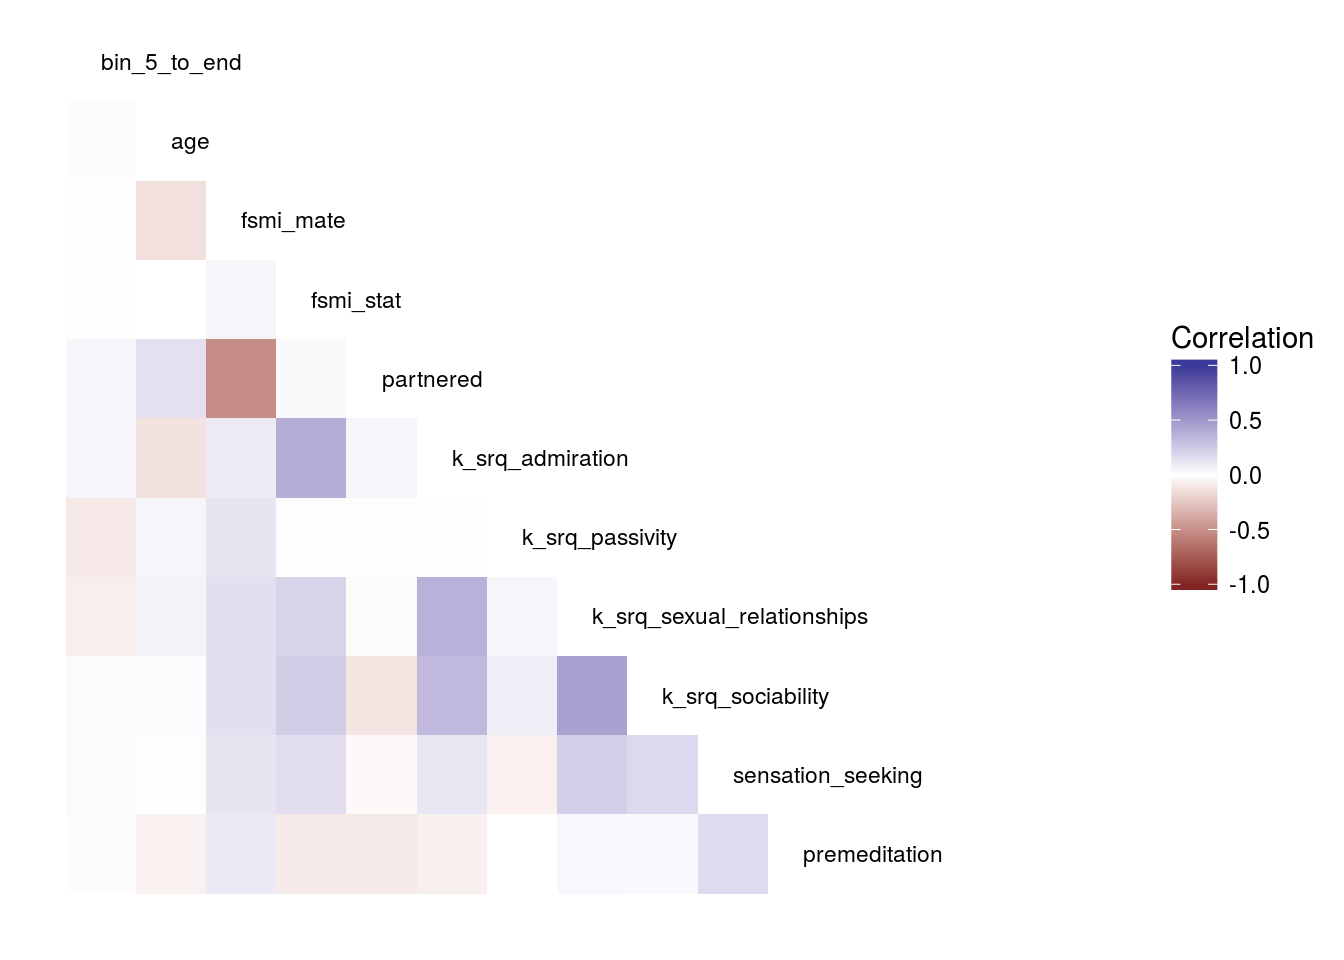 bin_5_to_end
age
fsmi_mate
fsmi_stat
partnered
k_srq_admiration
k_srq_passivity
k_srq_sexual_relationships
k_srq_sociability
sensation_seeking
premeditation
Correlation
1.0
0.5
0.0
-0.5
-1.0